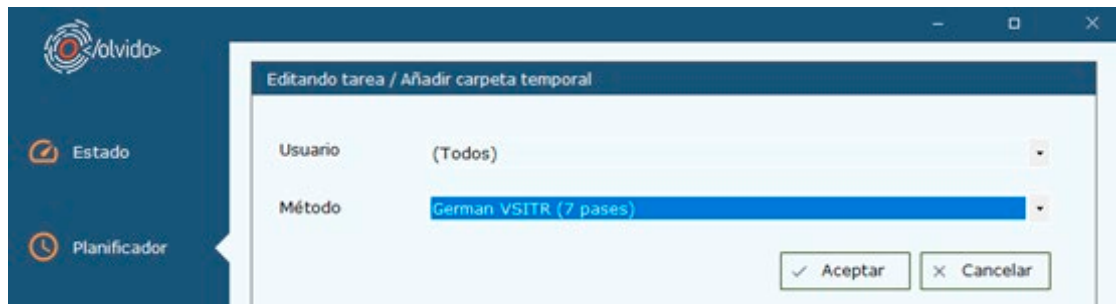 </olvido>
Editando tarea / Añadir carpeta temporal
Estado
Usuario (Todos)
Método German VSITR (7 pases)
Planificador
Aceptar Cancelar